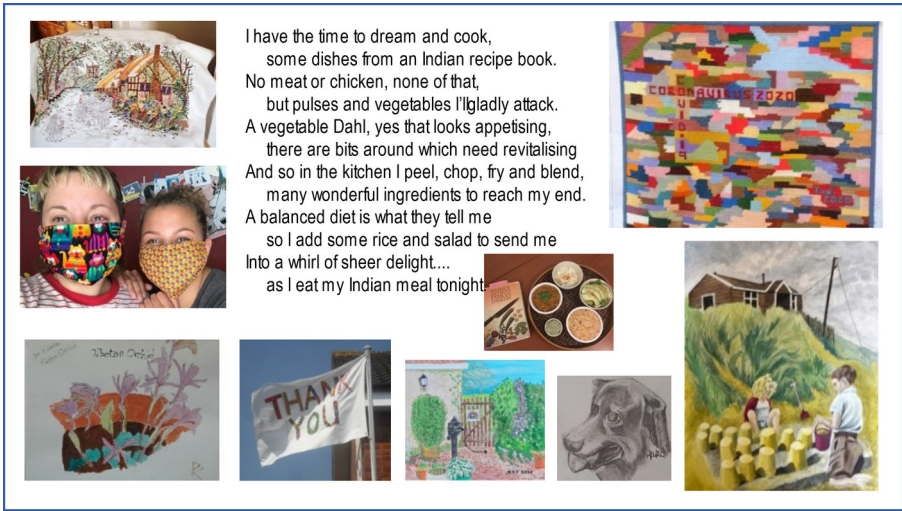 I have the time to dream and cook,
some dishes from an Indian recipe book.
No meat or chicken, none of that,
but pulses and vegetables I'llgladly attack.
A vegetable Dahl, yes that looks appetising,
there are bits around which need revitalising
And so in the kitchen I peel, chop, fry and blend,
many wonderful ingredients to reach my end.
A balanced diet is what they tell me
so I add some rice and salad to send me
Into a whirl of sheer delight....
as I eat my Indian meal tonight
CORONAVIRUS 2020
COVID-19
2020
THANK
YOU
MAY 2020